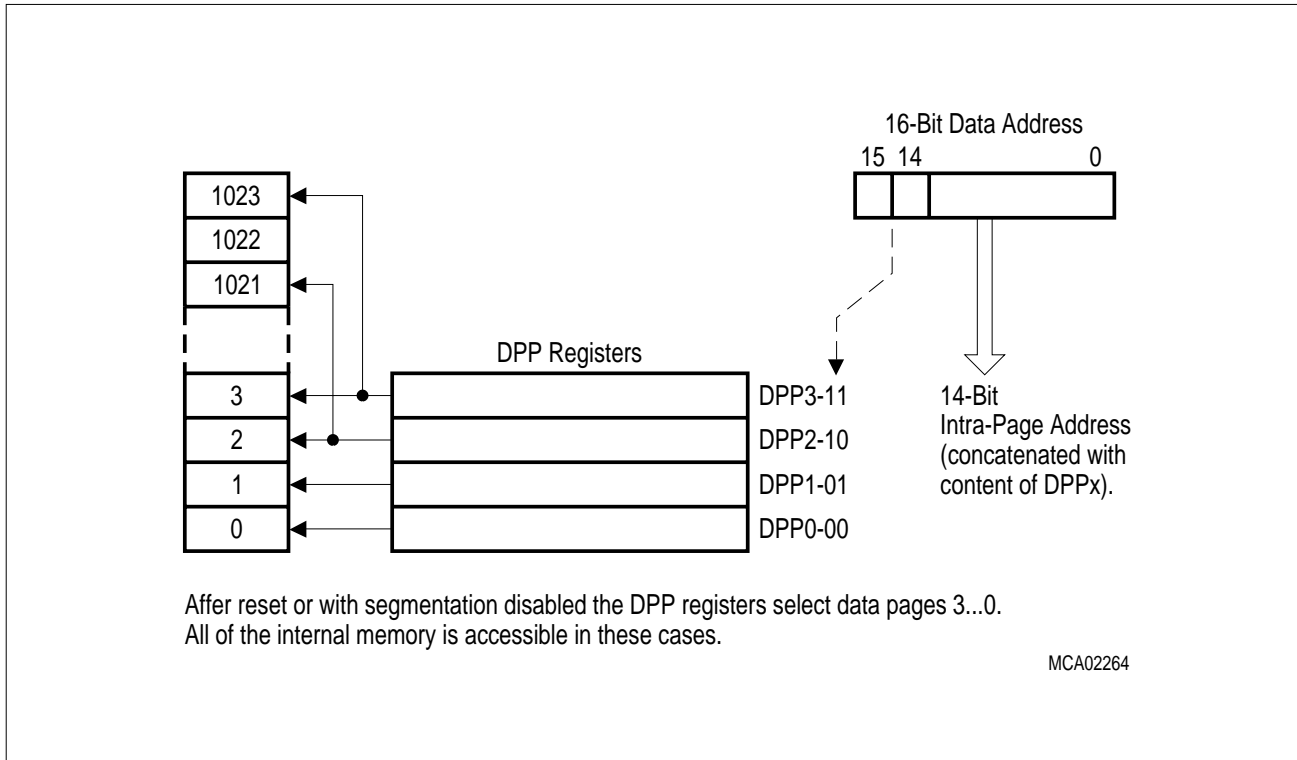 16-Bit Data Address
15 14 0
1023
1022
1021
DPP Registers
3 DPP3-11
2 DPP2-10
1 DPP1-01
0 DPP0-00
14-Bit
Intra-Page Address
(concatenated with
content of DPPx).
Affer reset or with segmentation disabled the DPP registers select data pages 3...0.
All of the internal memory is accessible in these cases.
MCA02264